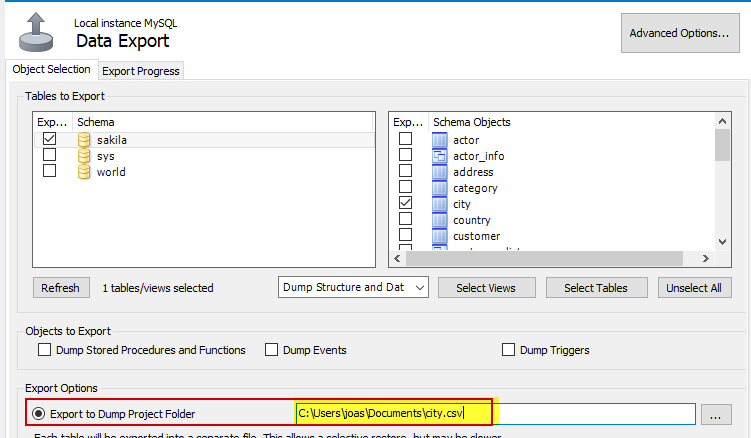 Local instance MySQL
Data Export
Advanced Options...
Object Selection
Export Progress
Tables to Export
Exp... Schema
sakila
sys
world
Exp... Schema Objects
actor
actor_info
address
category
city
country
customer
Refresh
1 tables/views selected
Dump Structure and Dat
Select Views
Select Tables
Unselect All
Objects to Export
Dump Stored Procedures and Functions
Dump Events
Dump Triggers
Export Options
Export to Dump Project Folder
C:\Users\joas\Documents\city.csv
...
Each table will be exported into a separate file. This allows a selective restore, but may be slower.